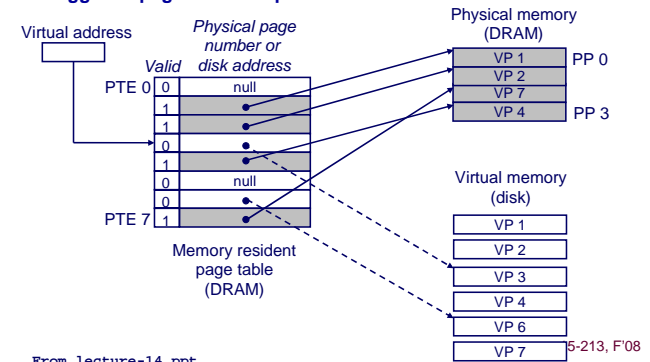 Virtual address
Physical page
number or
disk address
Valid
PTE 0 0 null
1
1
0
1
0 null
0
PTE 7 1
Memory resident
page table
(DRAM)
Physical memory
(DRAM)
VP 1 PP 0
VP 2
VP 7
VP 4 PP 3
Virtual memory
(disk)
VP 1
VP 2
VP 3
VP 4
VP 6
VP 7
5-213, F'08
From lecture-14.ppt